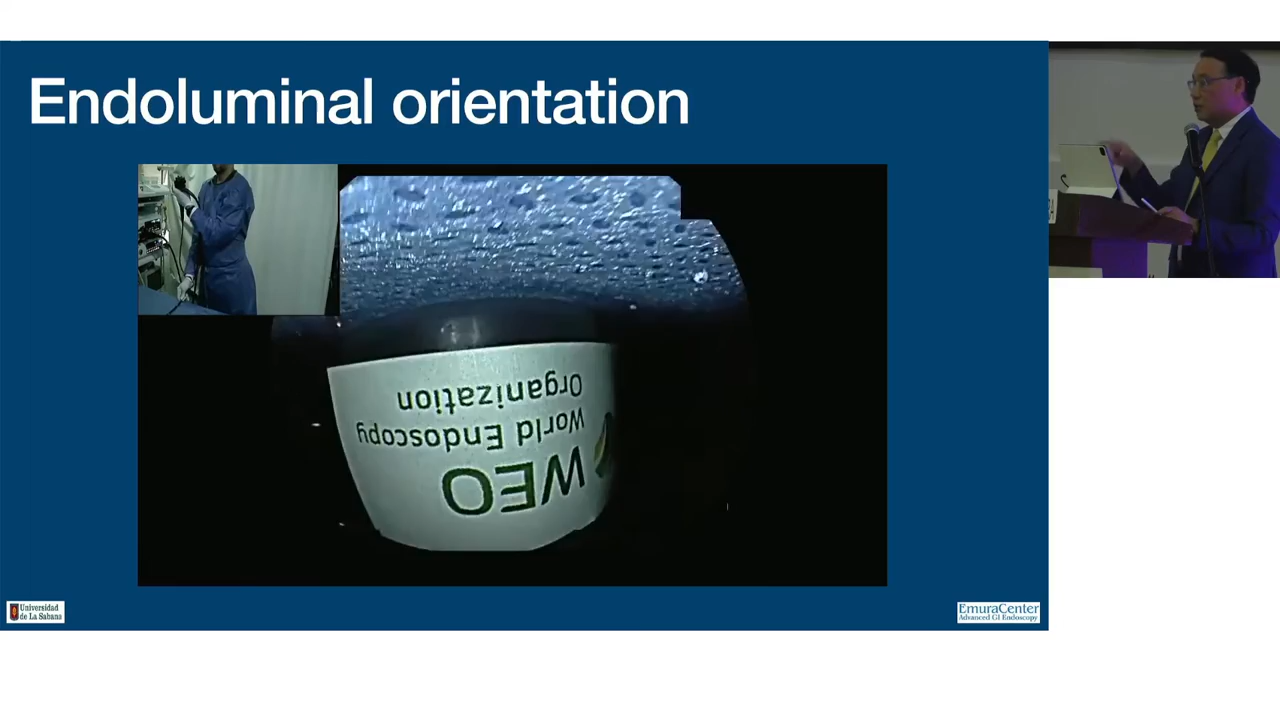 Endoluminal orientation
WEO
World Endoscopy
Organization
Universidad
de La Sabana
EmuraCenter
Advanced GI Endoscopy